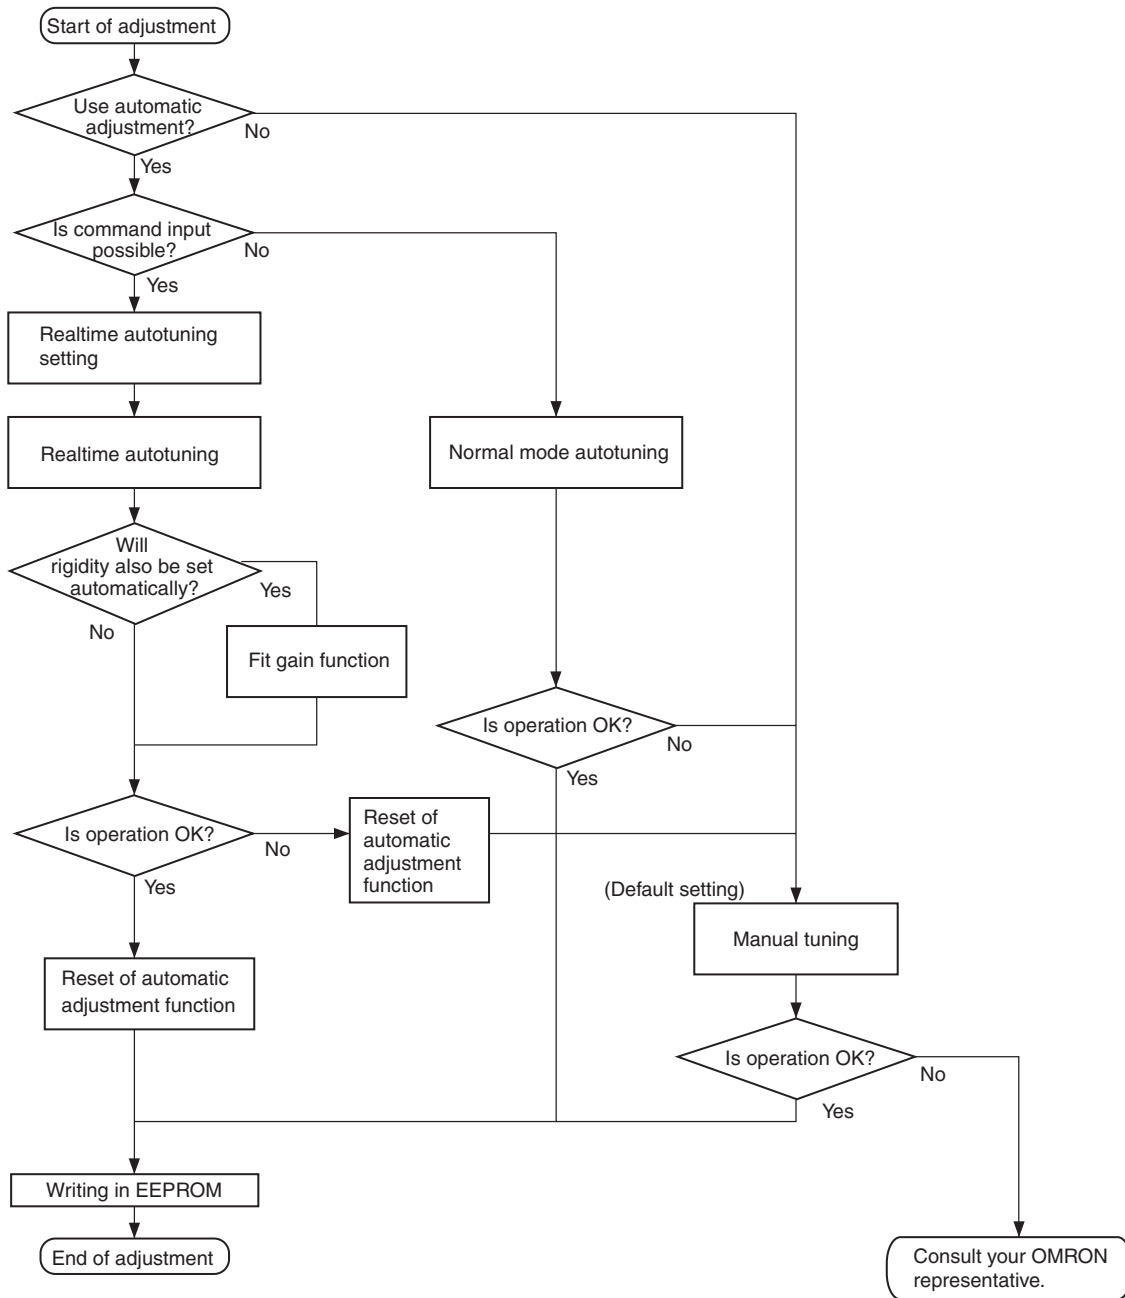 Start of adjustment
Use automatic
adjustment?
No
Yes
Is command input
possible?
No
Yes
Realtime autotuning
setting
Realtime autotuning
Normal mode autotuning
Will
rigidity also be set
automatically?
Yes
No
Fit gain function
Is operation OK?
No
Yes
Is operation OK?
No
Yes
Reset of
automatic
adjustment
function
(Default setting)
Manual tuning
Reset of automatic
adjustment function
Is operation OK?
No
Yes
Writing in EEPROM
End of adjustment
Consult your OMRON
representative.